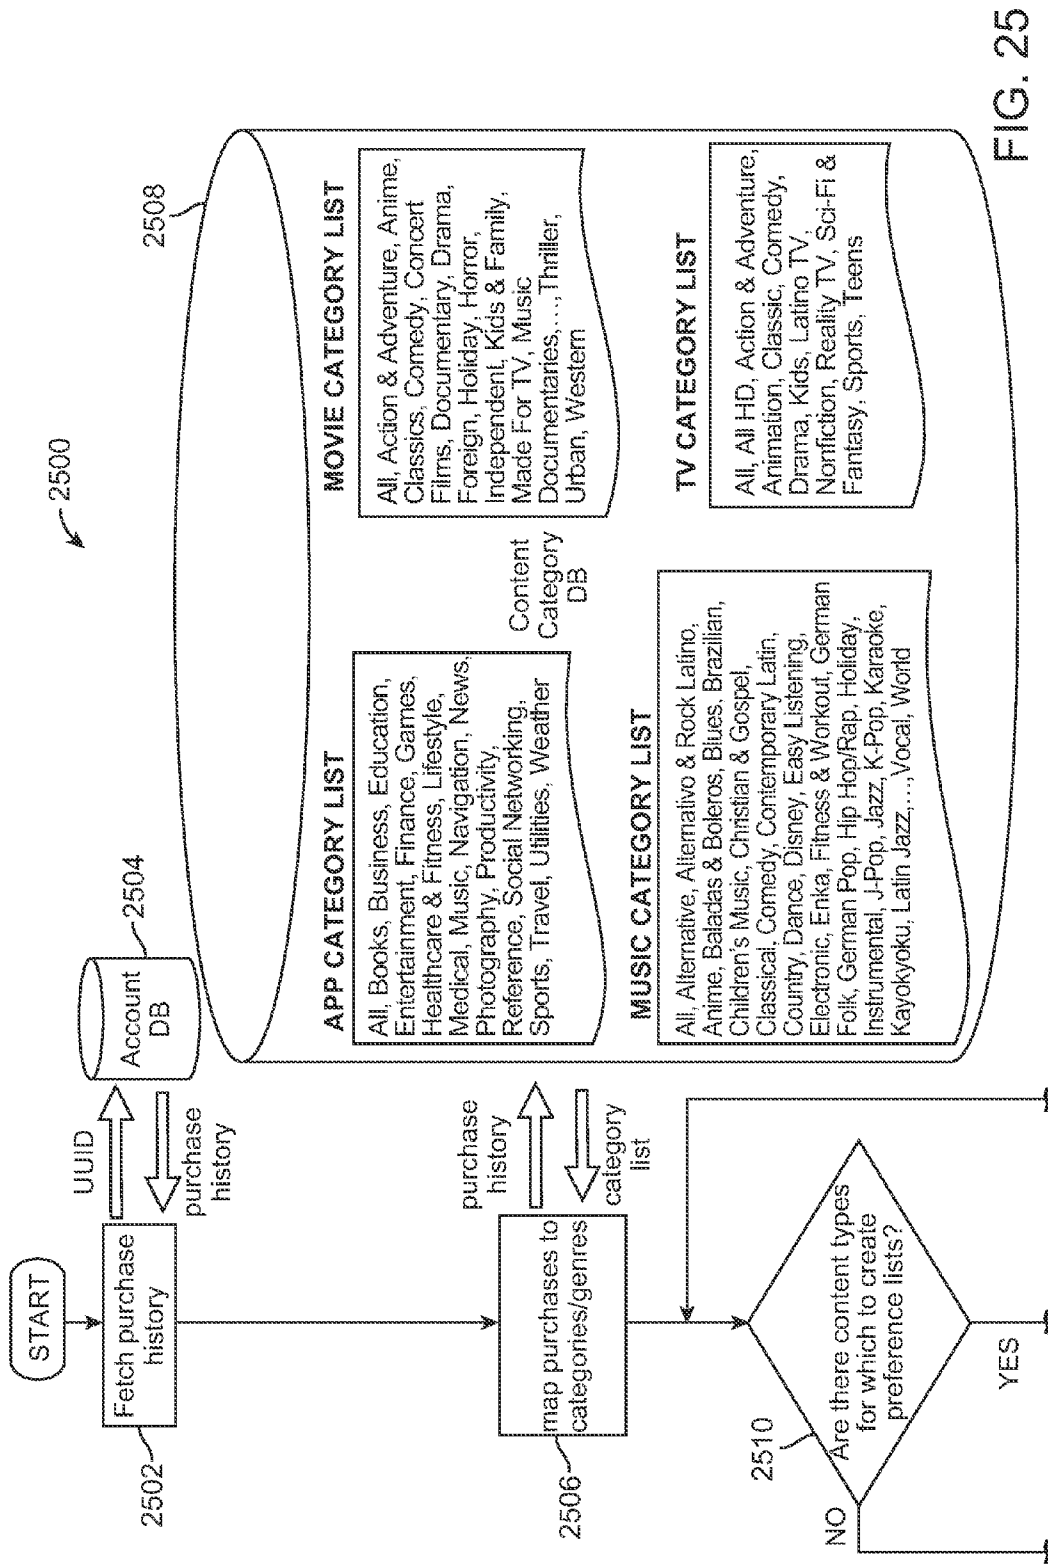 2500
START
Fetch purchase
history
2502
UUID
purchase
history
Account
DB
2504
2508
map purchases to
categories/genres
2506
purchase
history
category
list
APP CATEGORY LIST
All, Books, Business, Education,
Entertainment, Finance, Games,
Healthcare & Fitness, Lifestyle,
Medical, Music, Navigation, News,
Photography, Productivity,
Reference, Social Networking,
Sports, Travel, Utilities, Weather
Content
Category
DB
MOVIE CATEGORY LIST
All, Action & Adventure, Anime,
Classics, Comedy, Concert
Films, Documentary, Drama,
Foreign, Holiday, Horror,
Independent, Kids & Family,
Made For TV, Music
Documentaries,..., Thriller,
Urban, Western
MUSIC CATEGORY LIST
All, Alternative, Alternativo & Rock Latino,
Anime, Baladas & Boleros, Blues, Brazilian,
Children's Music, Christian & Gospel,
Classical, Comedy, Contemporary Latin,
Country, Dance, Disney, Easy Listening,
Electronic, Enka, Fitness & Workout, German
Folk, German Pop, Hip Hop/Rap, Holiday,
Instrumental, J-Pop, Jazz, K-Pop, Karaoke,
Kayokyoku, Latin Jazz,...,Vocal, World
TV CATEGORY LIST
All, All HD, Action & Adventure,
Animation, Classic, Comedy,
Drama, Kids, Latino TV,
Nonfiction, Reality TV, Sci-Fi &
Fantasy, Sports, Teens
2510
Are there content types
for which to create
preference lists?
NO
YES
FIG. 25